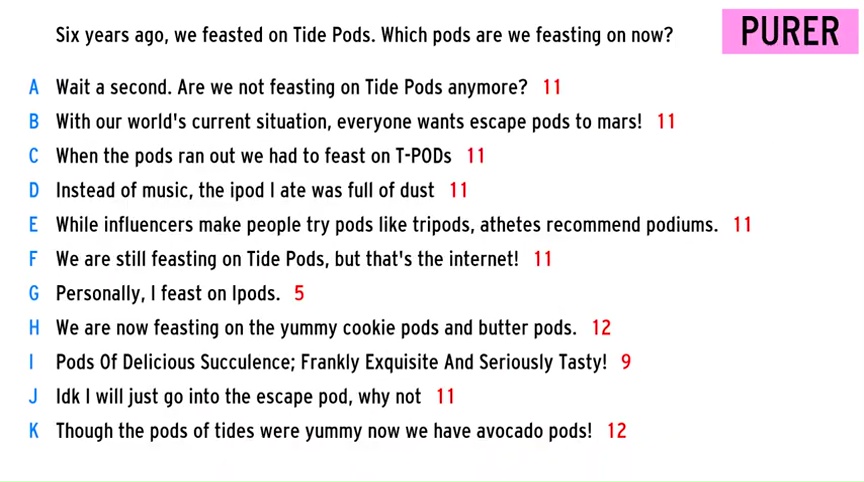 Six years ago, we feasted on Tide Pods. Which pods are we feasting on now?
PURER
A Wait a second. Are we not feasting on Tide Pods anymore? 11
B With our world's current situation, everyone wants escape pods to mars! 11
C When the pods ran out we had to feast on T-PODs 11
D Instead of music, the ipod I ate was full of dust 11
E While influencers make people try pods like tripods, athetes recommend podiums. 11
F We are still feasting on Tide Pods, but that's the internet! 11
G Personally, I feast on Ipods. 5
H We are now feasting on the yummy cookie pods and butter pods. 12
I Pods Of Delicious Succulence; Frankly Exquisite And Seriously Tasty! 9
J Idk I will just go into the escape pod, why not 11
K Though the pods of tides were yummy now we have avocado pods! 12